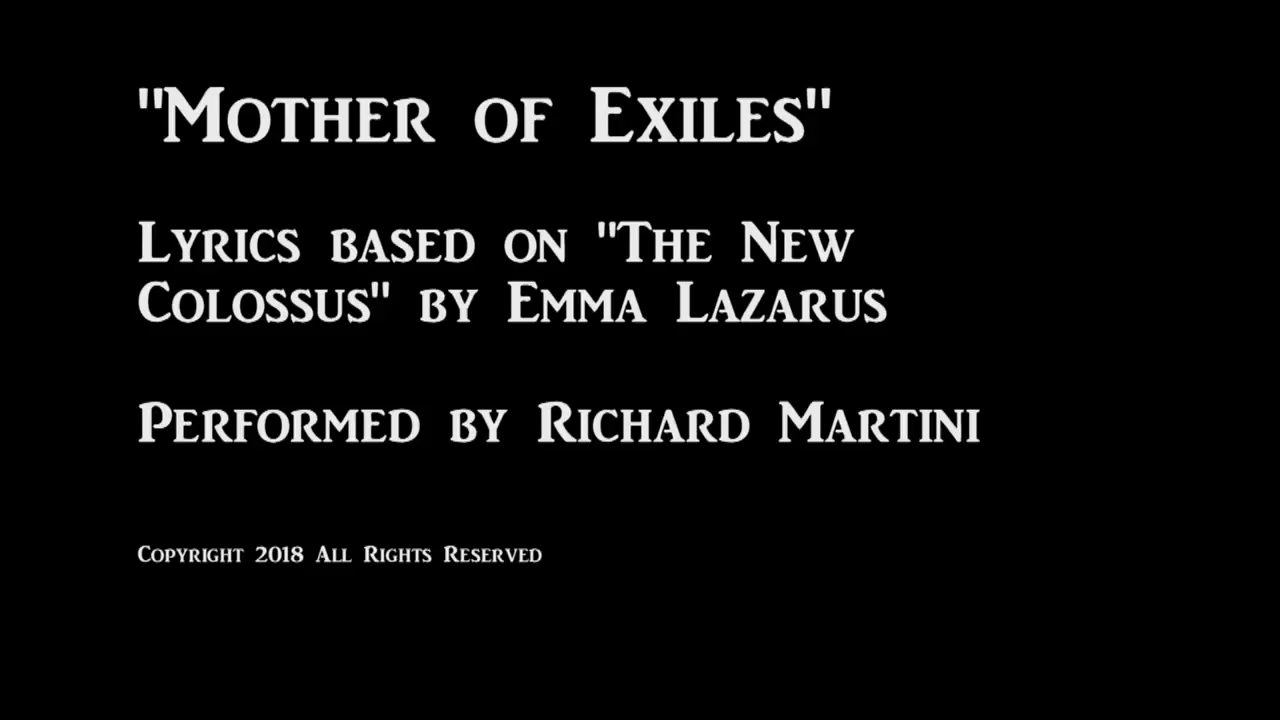 "Mother of Exiles"
Lyrics based on "The New
Colossus" by Emma Lazarus
Performed by Richard Martini
Copyright 2018 All Rights Reserved